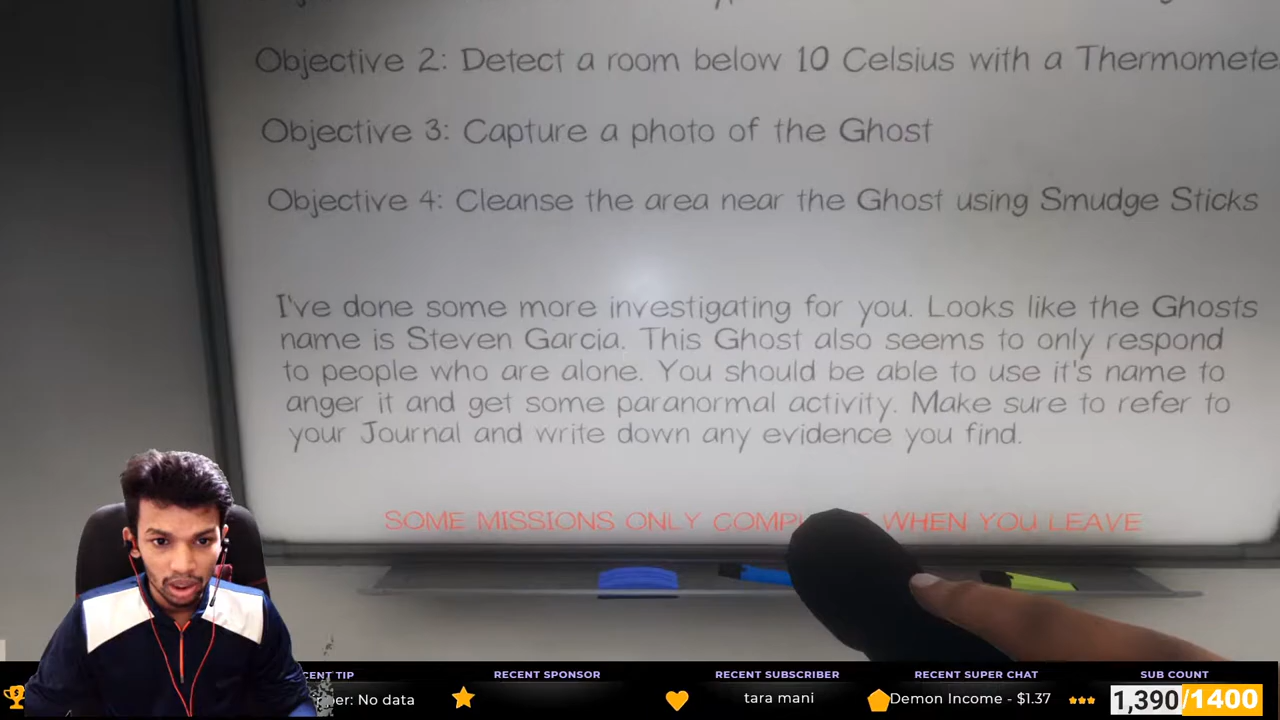 Objective 2: Detect a room below 10 Celsius with a
Objective 3: Capture a photo of the Ghost
Objective 4: Cleanse the area near the Ghost using Smudge Sticks
I've done some more investigating for you. Looks like the Ghosts
name is Steven Garcia. This Ghost also seems to only respond
to people who are alone. You should be able to use it's name to
anger it and get some paranormal activity. Make sure to refer to
your Journal and write down any evidence you find.
SOME MISSIONS ONLY WHEN YOU LEAVE
TIP
No data
RECENT SPONSOR
RECENT SUBSCRIBER
tara mani
RECENT SUPER CHAT
Demon Income - $1.37
SUB COUNT
1,390/1400